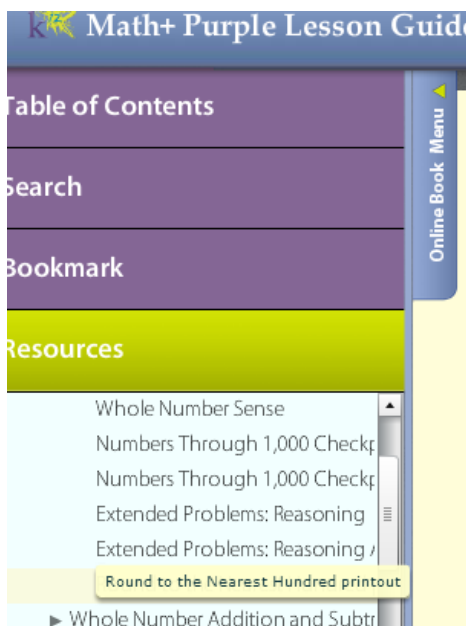 k Math+ Purple Lesson Guide
Table of Contents
Search
Bookmark
Resources
Online Book Menu
Whole Number Sense
Numbers Through 1,000 Checkp
Numbers Through 1,000 Checkp
Extended Problems: Reasoning
Extended Problems: Reasoning A
Round to the Nearest Hundred printout
Whole Number Addition and Subtr